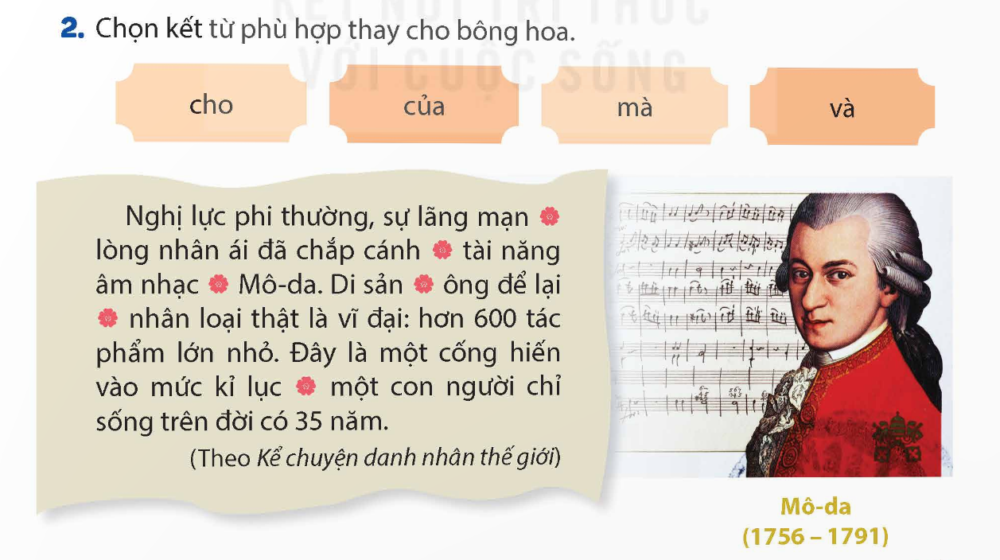 KẾT NỐI TRI THỨC
VỚI CUỘC SỐNG
2. Chọn kết từ phù hợp thay cho bông hoa.
cho
của
mà
và
Nghị lực phi thường, sự lãng mạn
lòng nhân ái đã chắp cánh tài năng
âm nhạc Mô-da. Di sản ông để lại
nhân loại thật là vĩ đại: hơn 600 tác
phẩm lớn nhỏ. Đây là một cống hiến
vào mức kỉ lục một con người chỉ
sống trên đời có 35 năm.
(Theo Kể chuyện danh nhân thế giới)
Mô-da
(1756 – 1791)